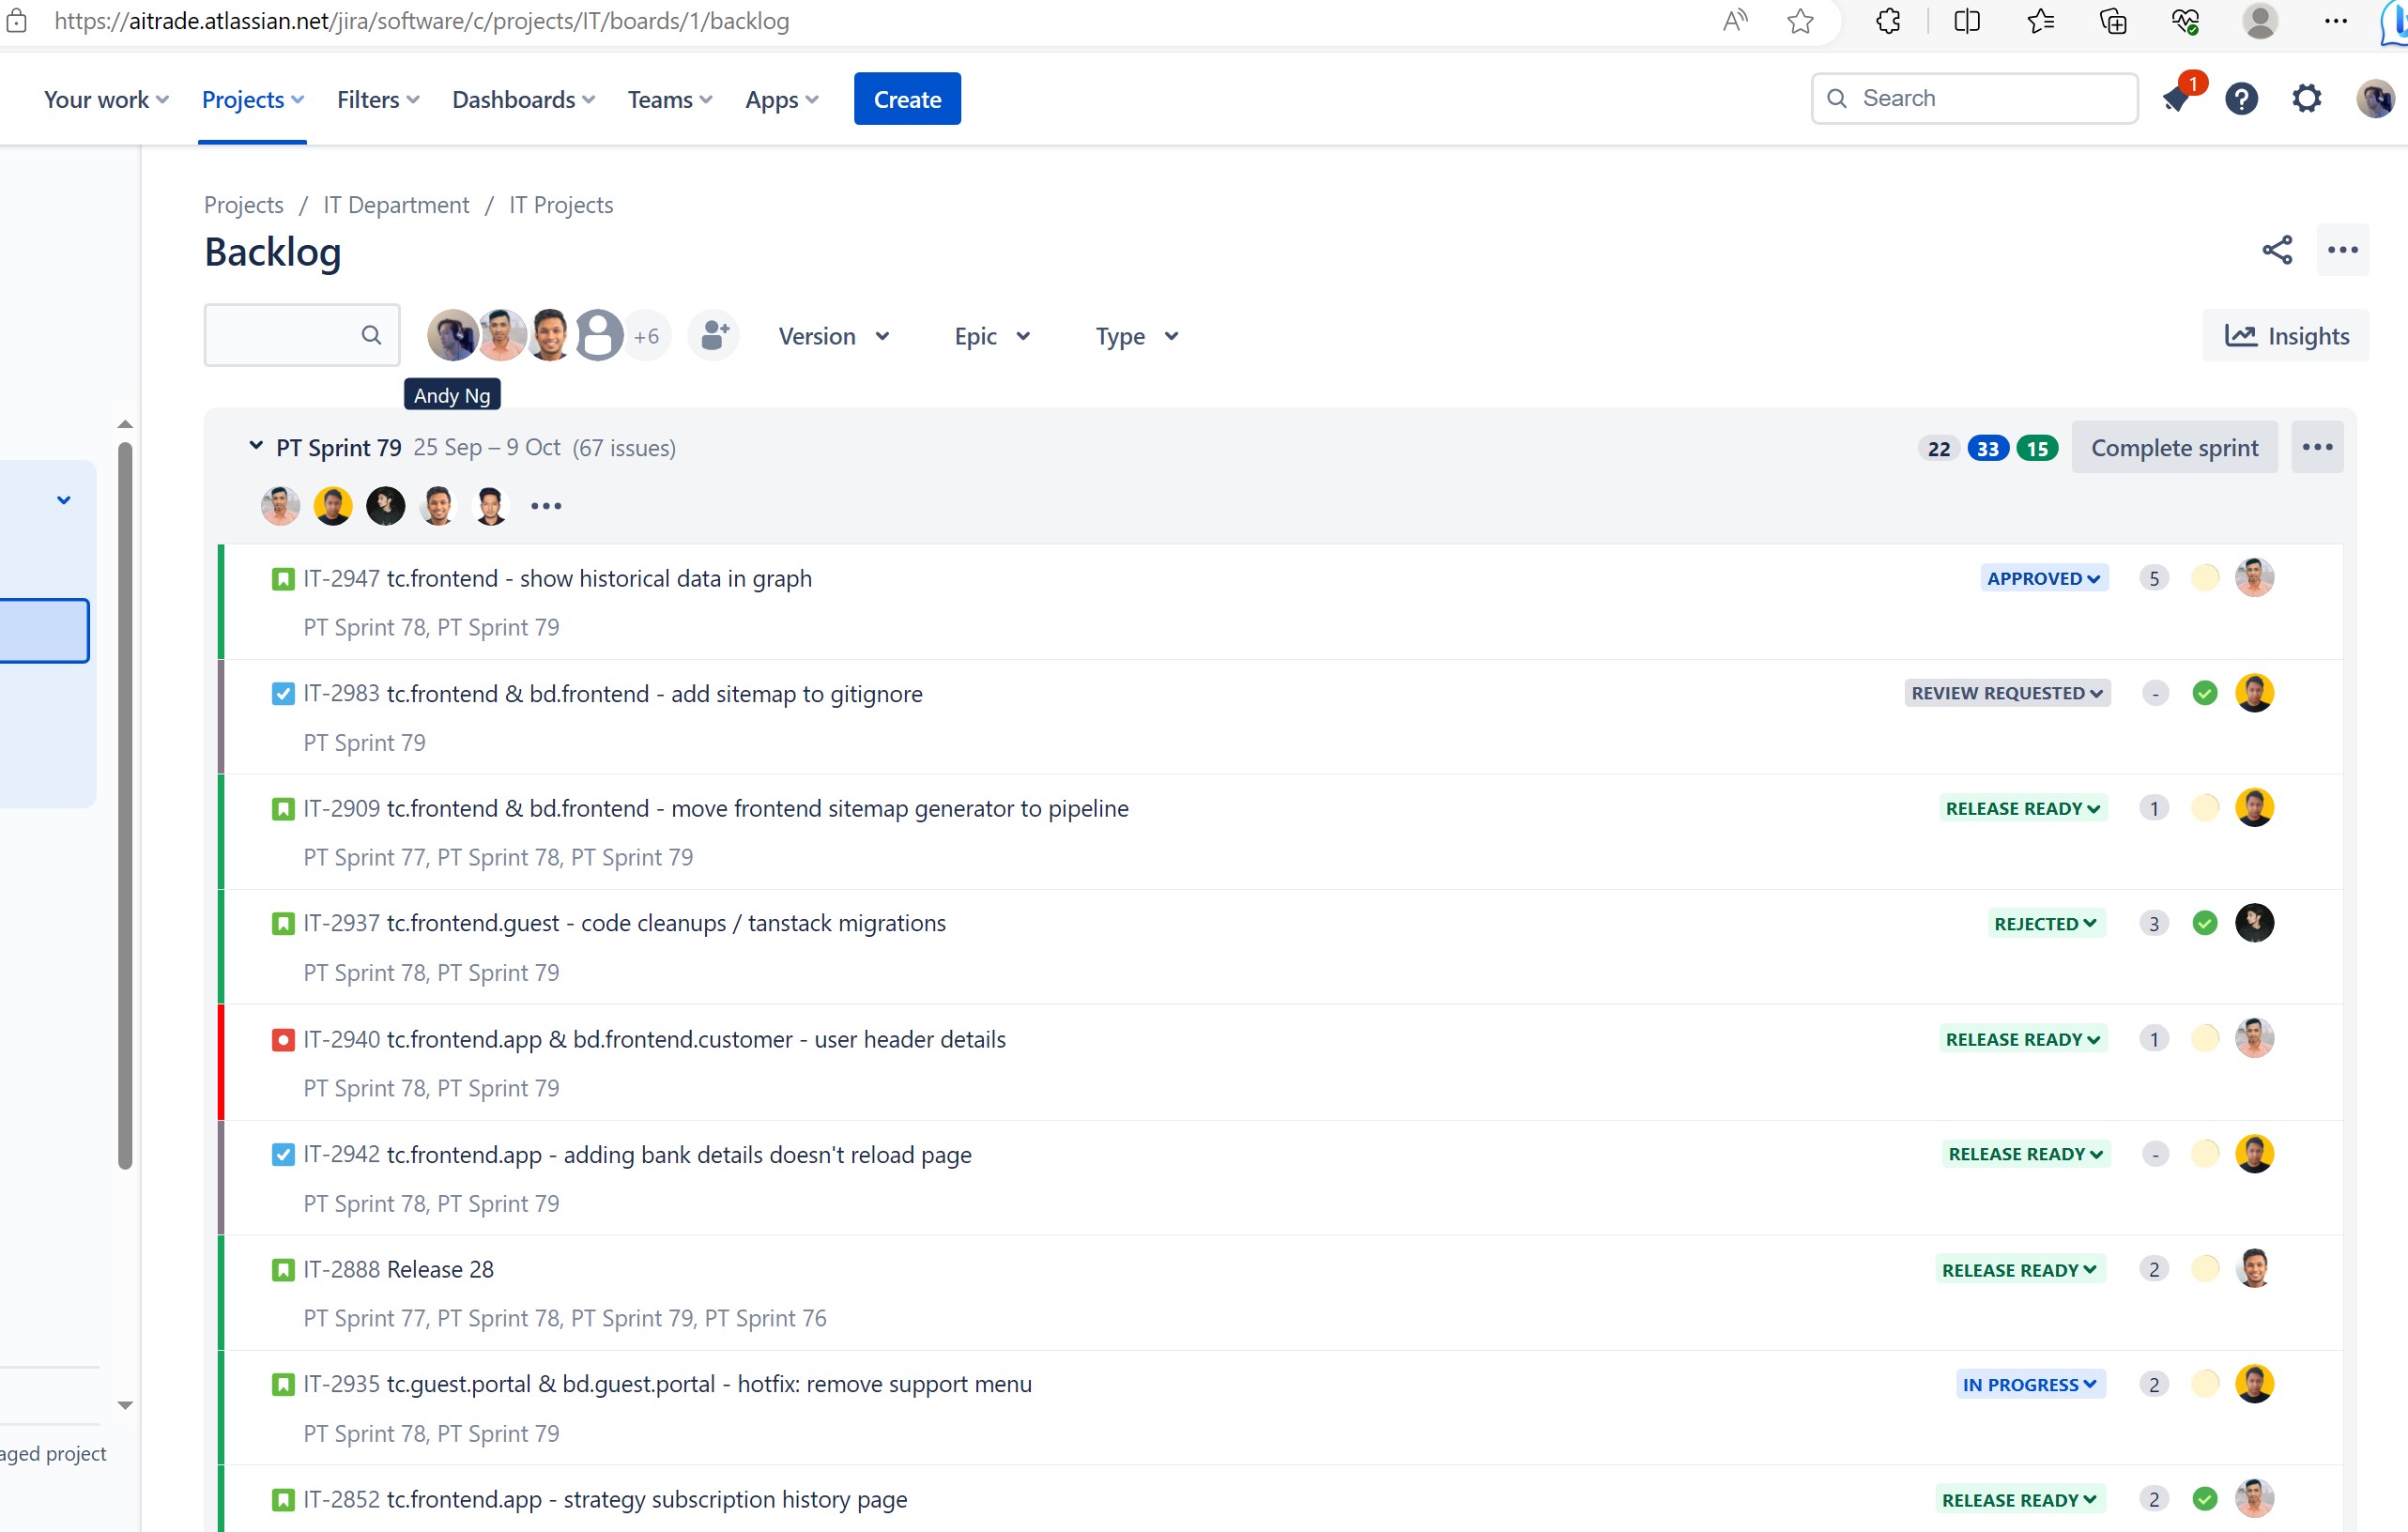 https://aitrade.atlassian.net/jira/software/c/projects/IT/boards/1/backlog
Your work Projects Filters Dashboards Teams Apps Create Search 1
Projects / IT Department / IT Projects
Backlog
+6 Version Epic Type Insights
Andy Ng
PT Sprint 79 25 Sep – 9 Oct (67 issues) 22 33 15 Complete sprint
IT-2947 tc.frontend - show historical data in graph APPROVED 5
PT Sprint 78, PT Sprint 79
IT-2983 tc.frontend & bd.frontend - add sitemap to gitignore REVIEW REQUESTED -
PT Sprint 79
IT-2909 tc.frontend & bd.frontend - move frontend sitemap generator to pipeline RELEASE READY 1
PT Sprint 77, PT Sprint 78, PT Sprint 79
IT-2937 tc.frontend.guest - code cleanups / tanstack migrations REJECTED 3
PT Sprint 78, PT Sprint 79
IT-2940 tc.frontend.app & bd.frontend.customer - user header details RELEASE READY 1
PT Sprint 78, PT Sprint 79
IT-2942 tc.frontend.app - adding bank details doesn't reload page RELEASE READY -
PT Sprint 78, PT Sprint 79
IT-2888 Release 28 RELEASE READY 2
PT Sprint 77, PT Sprint 78, PT Sprint 79, PT Sprint 76
IT-2935 tc.guest.portal & bd.guest.portal - hotfix: remove support menu IN PROGRESS 2
PT Sprint 78, PT Sprint 79
aged project
IT-2852 tc.frontend.app - strategy subscription history page RELEASE READY 2